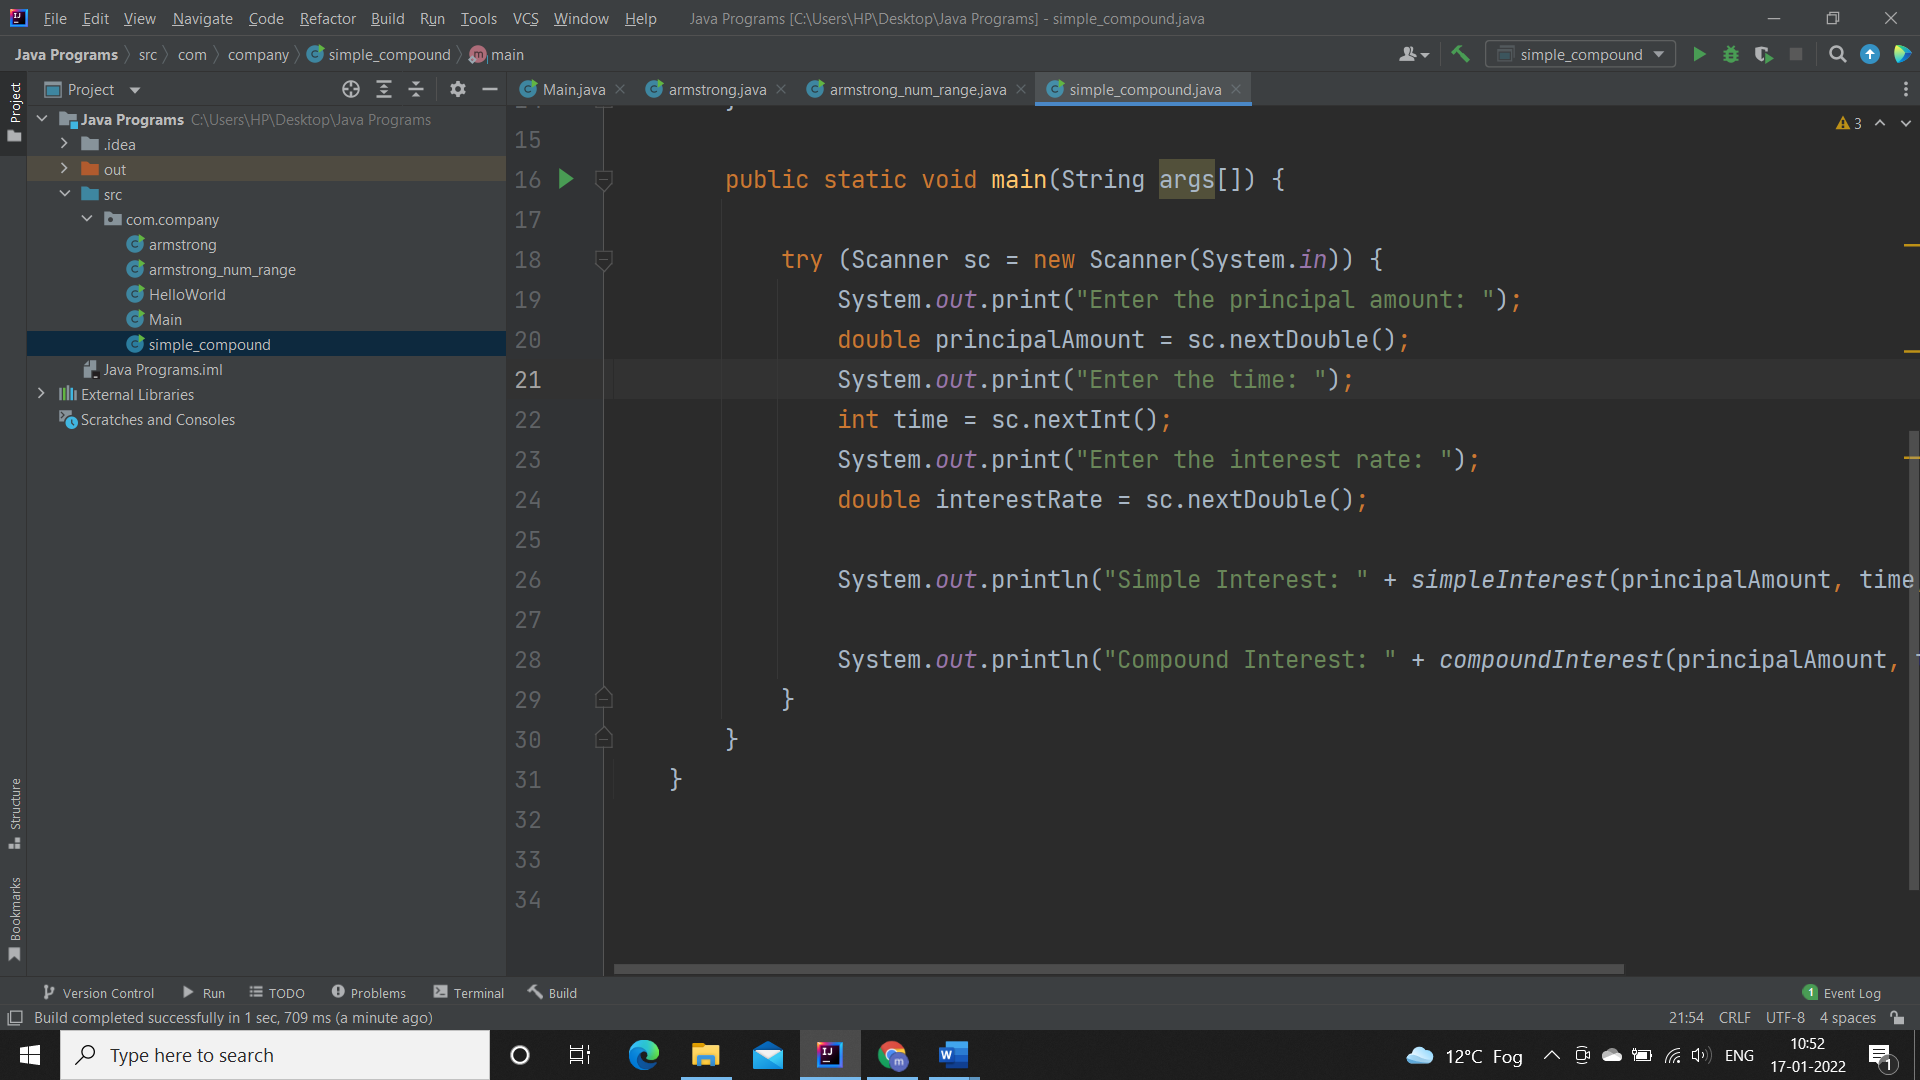 File Edit View Navigate Code Refactor Build Run Tools VCS Window Help Java Programs [C:\Users\HP\Desktop\Java Programs] - simple_compound.java
Java Programs src com company simple_compound main
simple_compound
Project
Main.java armstrong.java armstrong_num_range.java simple_compound.java
Project
Java Programs C:\Users\HP\Desktop\Java Programs
.idea
out
src
com.company
armstrong
armstrong_num_range
HelloWorld
Main
simple_compound
Java Programs.iml
External Libraries
Scratches and Consoles
Structure
Bookmarks
3
}
15
16 public static void main(String args[]) {
17
18 try (Scanner sc = new Scanner(System.in)) {
19 System.out.print("Enter the principal amount: ");
20 double principalAmount = sc.nextDouble();
21 System.out.print("Enter the time: ");
22 int time = sc.nextInt();
23 System.out.print("Enter the interest rate: ");
24 double interestRate = sc.nextDouble();
25
26 System.out.println("Simple Interest: " + simpleInterest(principalAmount, time
27
28 System.out.println("Compound Interest: " + compoundInterest(principalAmount,
29 }
30 }
31 }
32
33
34
Version Control Run TODO Problems Terminal Build 1 Event Log
Build completed successfully in 1 sec, 709 ms (a minute ago) 21:54 CRLF UTF-8 4 spaces
Type here to search
12°C Fog
ENG
10:52
17-01-2022
1